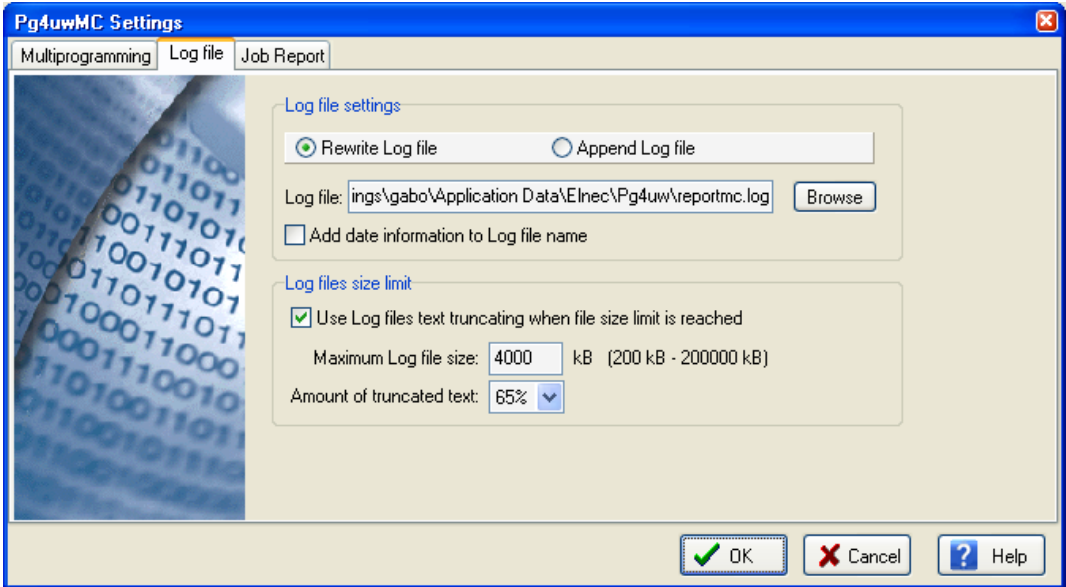 Pg4uwMC Settings
Multiprogramming Log file Job Report
Log file settings
Rewrite Log file Append Log file
Log file: ings\gabo\Application Data\Elnec\Pg4uw\reportmc.log Browse
Add date information to Log file name
Log files size limit
Use Log files text truncating when file size limit is reached
Maximum Log file size: 4000 kB (200 kB - 200000 kB)
Amount of truncated text: 65%
OK Cancel ? Help